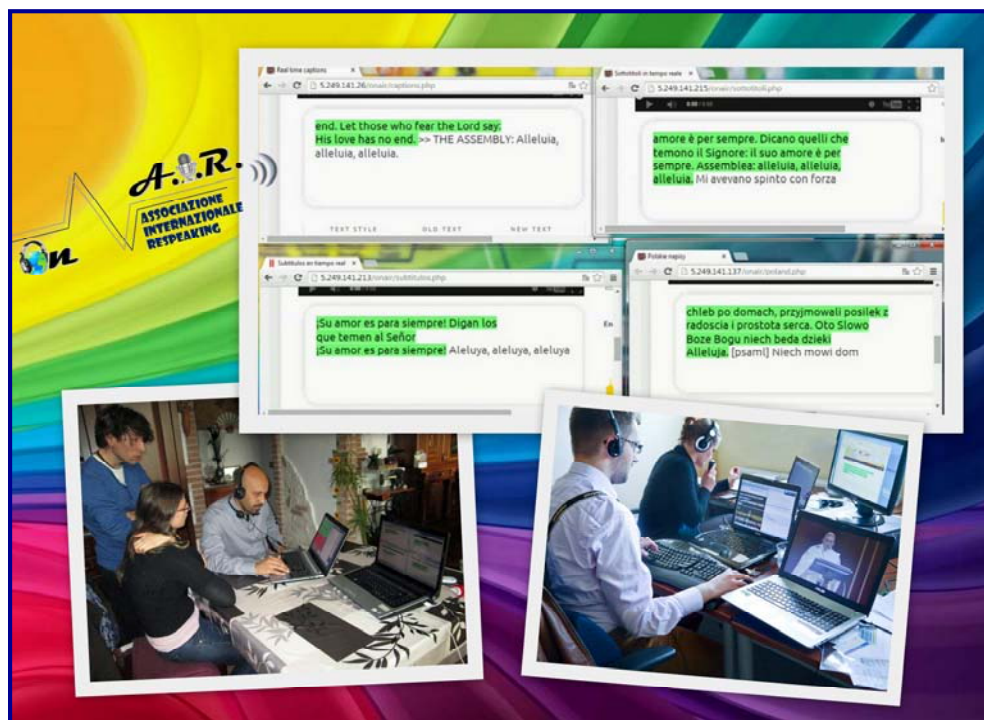 Real time captions
5.249.141.26/onair/captions.php
end. Let those who fear the Lord say:
His love has no end. >> THE ASSEMBLY: Alleluia,
alleluia, alleluia.
TEXT STYLE OLD TEXT NEW TEXT
Sottotitoli in tempo reale
5.249.141.215/onair/sottotitoli.php
0:00
amore è per sempre. Dicano quelli che
temono il Signore: il suo amore è per
sempre. Assemblea: alleluia, alleluia,
alleluia. Mi avevano spinto con forza
A.I.R.
ASSOCIAZIONE
INTERNAZIONALE
RESPEAKING
On
Subtítulos en tiempo real
5.249.141.213/onair/subtitulos.php
¡Su amor es para siempre! Digan los
que temen al Señor
¡Su amor es para siempre! Aleluya, aleluya, aleluya
En
Polskie napisy
5.249.141.137/onair/poland.php
chleb po domach, przyjmowali posilek z
radoscia i prostota serca. Oto Slowo
Boze Bogu niech beda dzieki
Alleluja. [psaml] Niech mowi dom